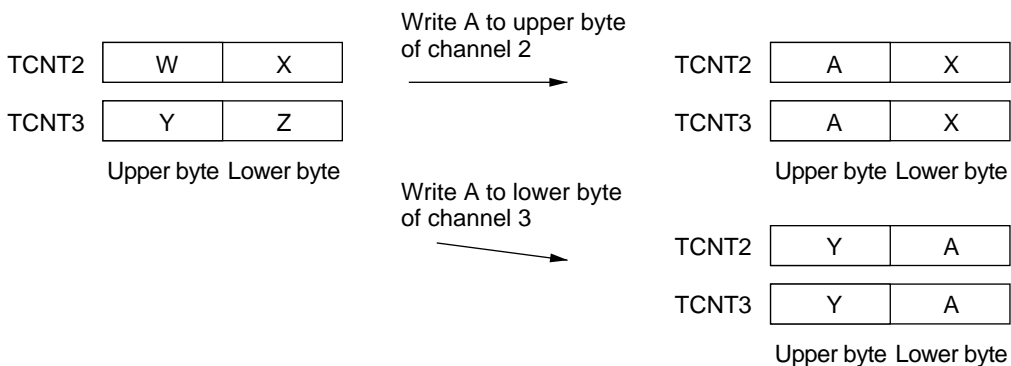 Write A to upper byte
of channel 2
TCNT2 W X
TCNT3 Y Z
Upper byte Lower byte
TCNT2 A X
TCNT3 A X
Upper byte Lower byte
Write A to lower byte
of channel 3
TCNT2 Y A
TCNT3 Y A
Upper byte Lower byte